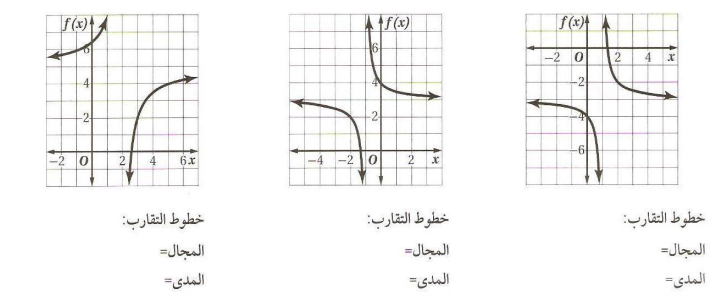 f(x)
−2 O 2 4 x
−2
−4
−6
خطوط التقارب:
المجال=
المدى=
f(x)
6
4
2
−4 −2 O 2 x
خطوط التقارب:
المجال=
المدى=
f(x)
6
4
2
−2 O 2 4 6 x
خطوط التقارب:
المجال=
المدى=